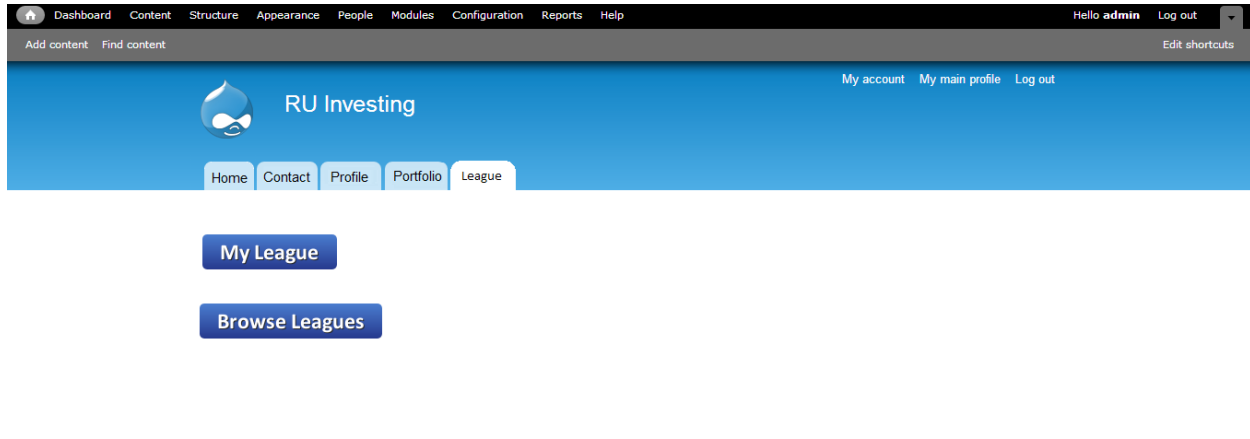 Dashboard Content Structure Appearance People Modules Configuration Reports Help Hello admin Log out
Add content Find content Edit shortcuts
My account My main profile Log out
RU Investing
Home Contact Profile Portfolio League
My League
Browse Leagues